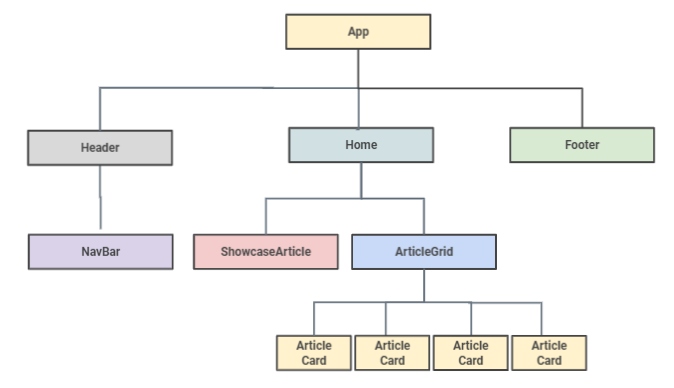 App
Header
Home
Footer
NavBar
ShowcaseArticle
ArticleGrid
Article
Card
Article
Card
Article
Card
Article
Card